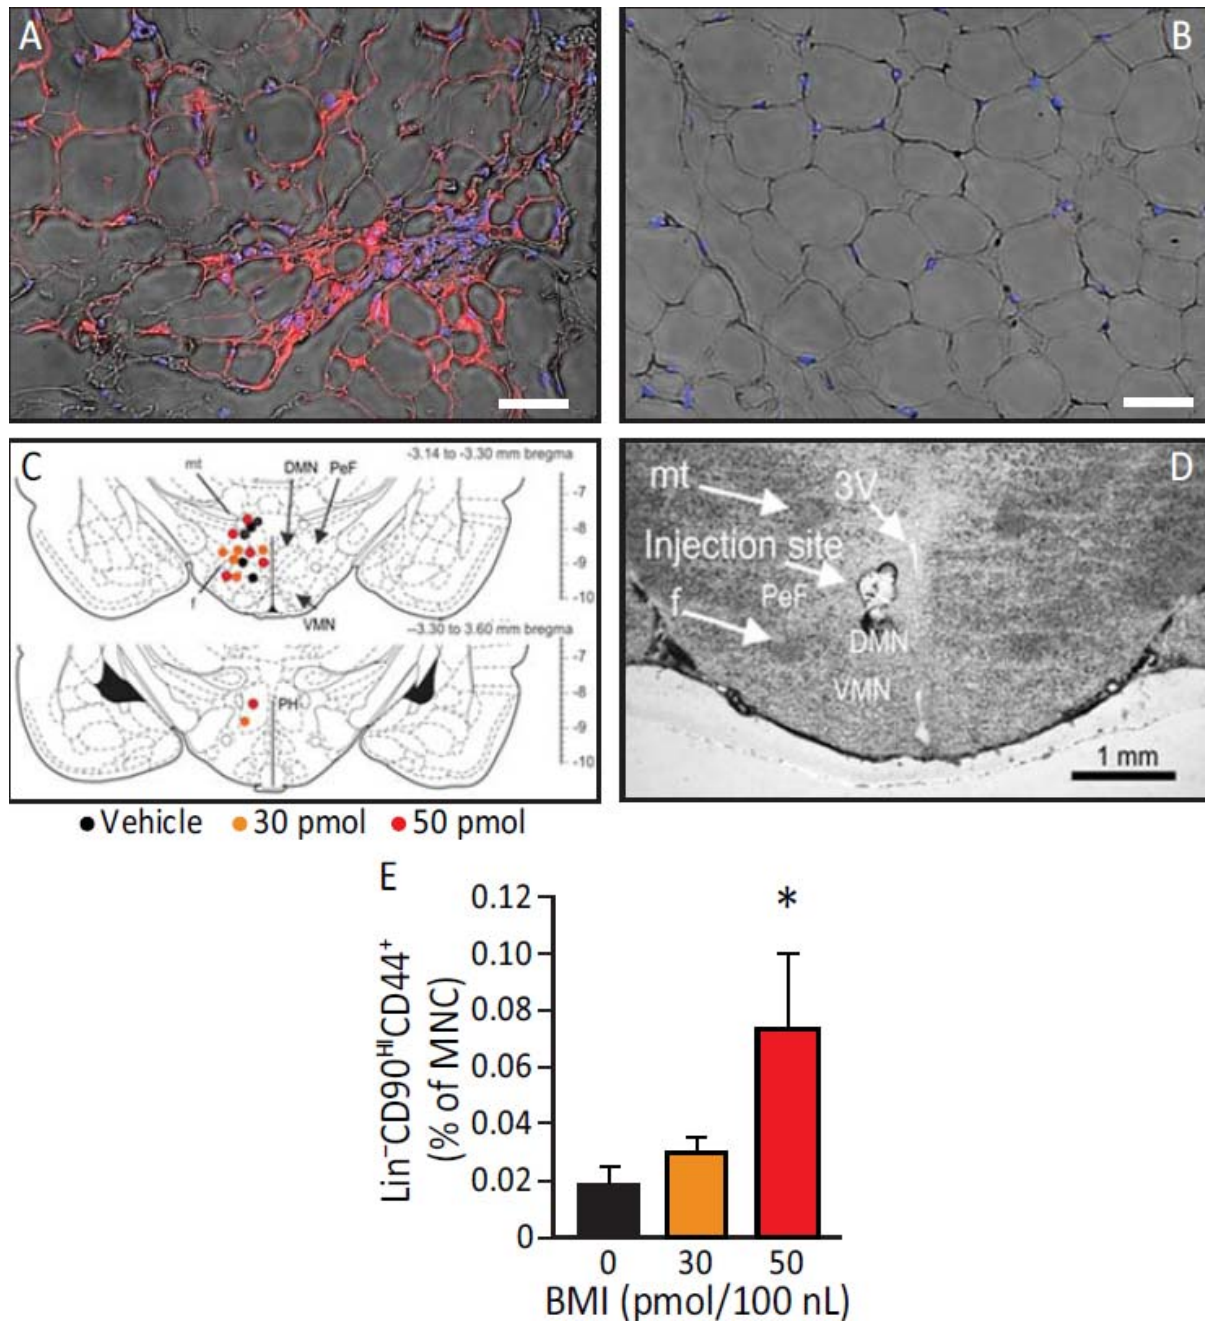 A
B
C
mt
DMN
PeF
-3.14 to -3.30 mm bregma
-7
-8
-9
-10
f
VMN
–3.30 to 3.60 mm bregma
-7
-8
-9
-10
PH
D
mt
3V
Injection site
PeF
f
DMN
VMN
1 mm
● Vehicle ● 30 pmol ● 50 pmol
E
0.12
0.10
0.08
0.06
0.04
0.02
0
*
Lin⁻CD90ᴴᴵCD44⁺
(% of MNC)
0 30 50
BMI (pmol/100 nL)